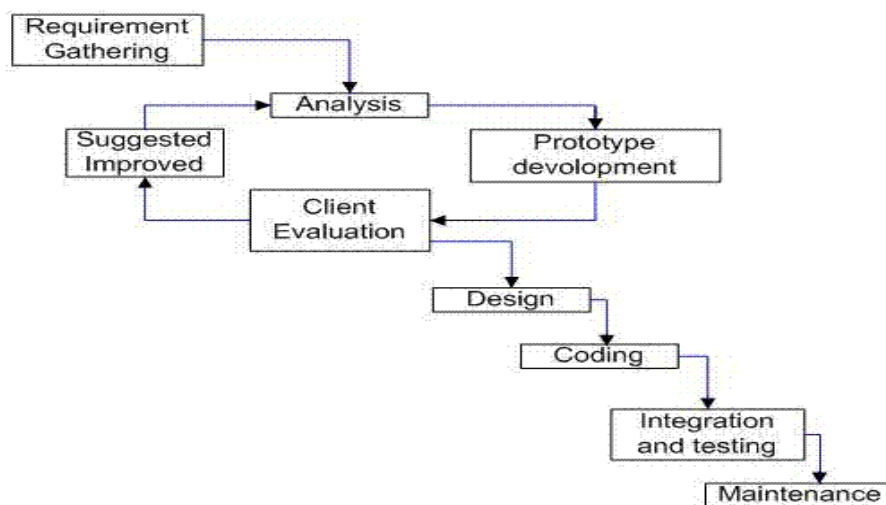 Requirement
Gathering
Analysis
Suggested
Improved
Prototype
devolopment
Client
Evaluation
Design
Coding
Integration
and testing
Maintenance